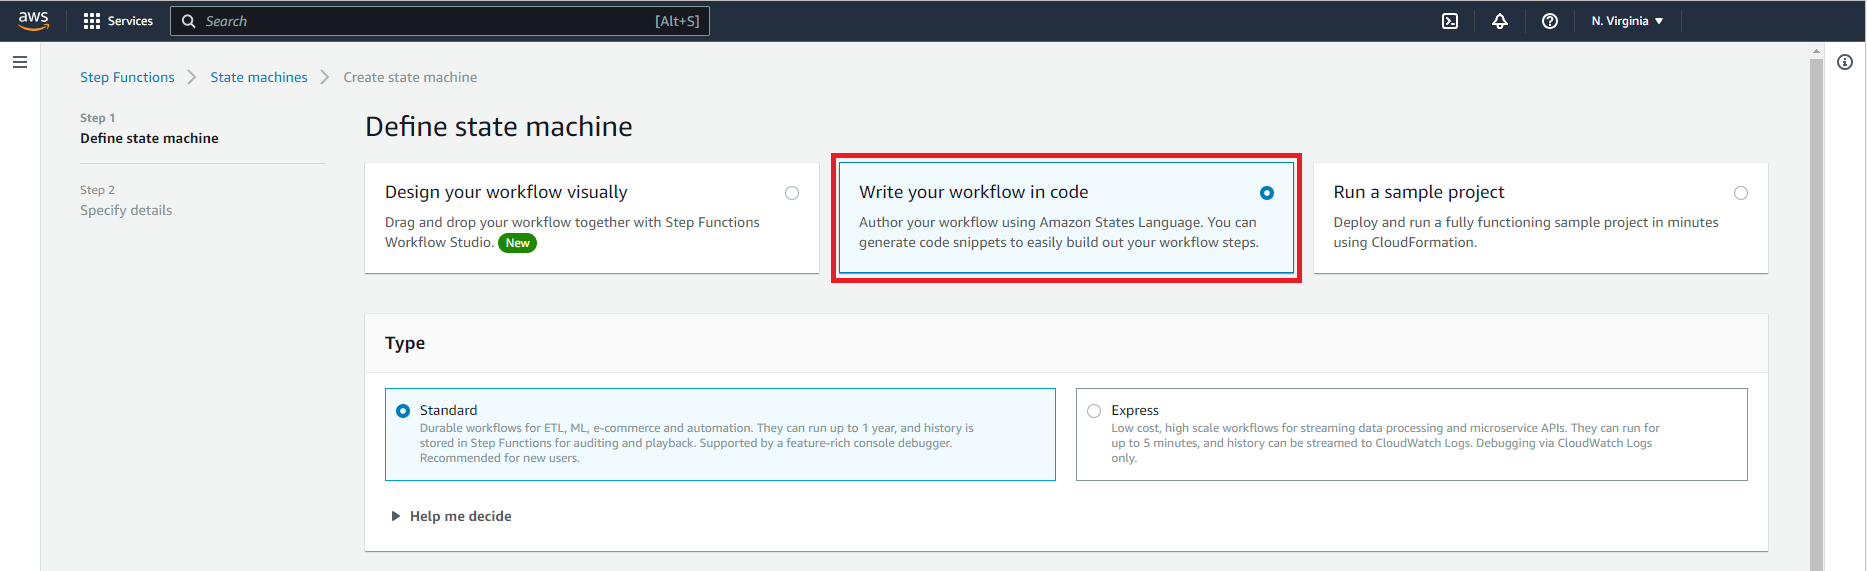 aws
Services
Search
[Alt+S]
N. Virginia
Step Functions
State machines
Create state machine
Step 1
Define state machine
Step 2
Specify details
Define state machine
Design your workflow visually
Drag and drop your workflow together with Step Functions
Workflow Studio. New
Write your workflow in code
Author your workflow using Amazon States Language. You can
generate code snippets to easily build out your workflow steps.
Run a sample project
Deploy and run a fully functioning sample project in minutes
using CloudFormation.
Type
Standard
Durable workflows for ETL, ML, e-commerce and automation. They can run up to 1 year, and history is
stored in Step Functions for auditing and playback. Supported by a feature-rich console debugger.
Recommended for new users.
Express
Low cost, high scale workflows for streaming data processing and microservice APIs. They can run for
up to 5 minutes, and history can be streamed to CloudWatch Logs. Debugging via CloudWatch Logs
only.
Help me decide